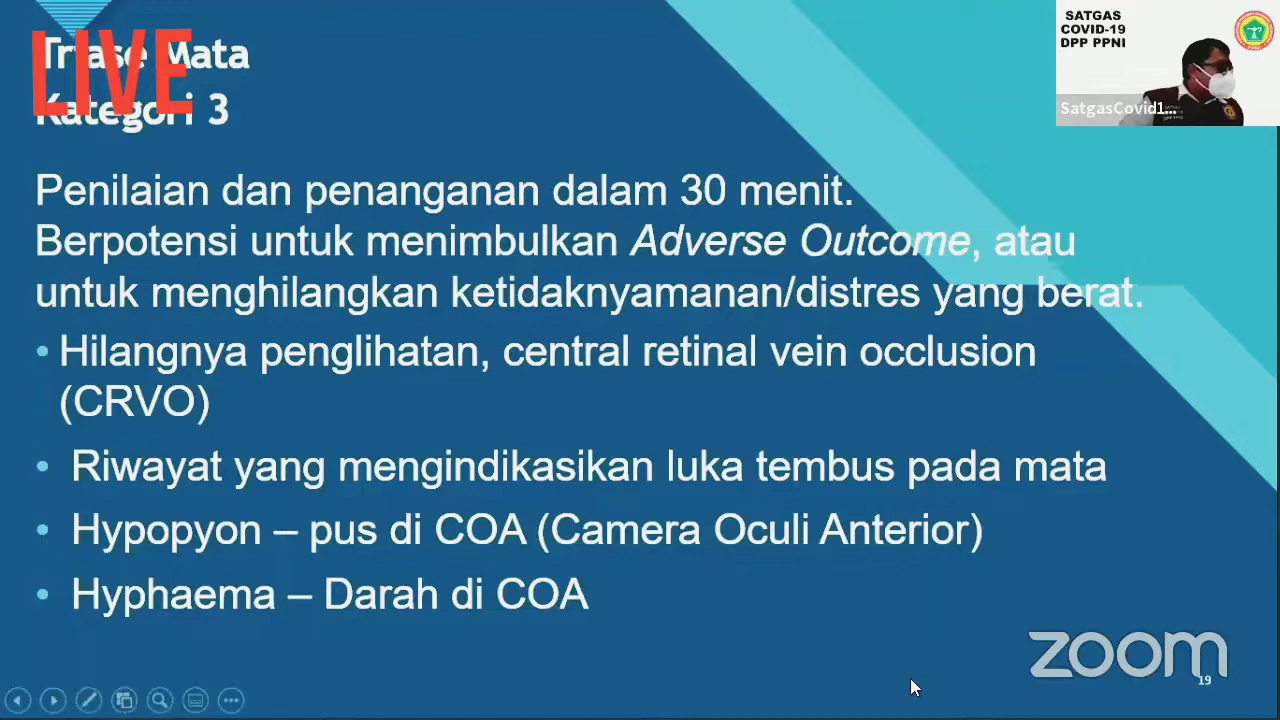 LIVE
Triase Mata
Kategori 3
SATGAS
COVID-19
DPP PPNI
SatgasCovid1...
Penilaian dan penanganan dalam 30 menit.
Berpotensi untuk menimbulkan Adverse Outcome, atau
untuk menghilangkan ketidaknyamanan/distres yang berat.
• Hilangnya penglihatan, central retinal vein occlusion
(CRVO)
• Riwayat yang mengindikasikan luka tembus pada mata
• Hypopyon – pus di COA (Camera Oculi Anterior)
• Hyphaema – Darah di COA
zoom
19